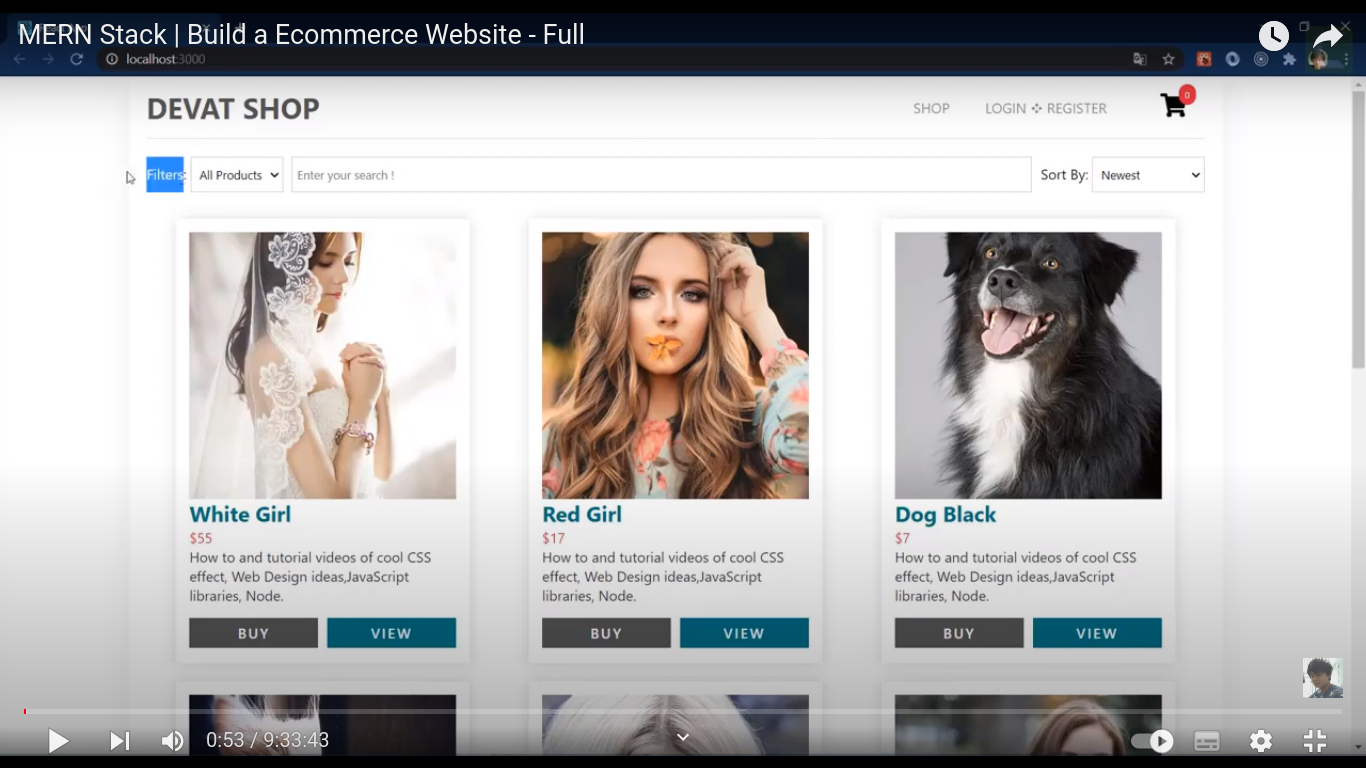 MERN Stack | Build a Ecommerce Website - Full
localhost:3000
DEVAT SHOP
SHOP
LOGIN ✣ REGISTER
0
Filters:
All Products
Enter your search !
Sort By:
Newest
White Girl
$55
How to and tutorial videos of cool CSS
effect, Web Design ideas,JavaScript
libraries, Node.
BUY
VIEW
Red Girl
$17
How to and tutorial videos of cool CSS
effect, Web Design ideas,JavaScript
libraries, Node.
BUY
VIEW
Dog Black
$7
How to and tutorial videos of cool CSS
effect, Web Design ideas,JavaScript
libraries, Node.
BUY
VIEW
0:53 / 9:33:43